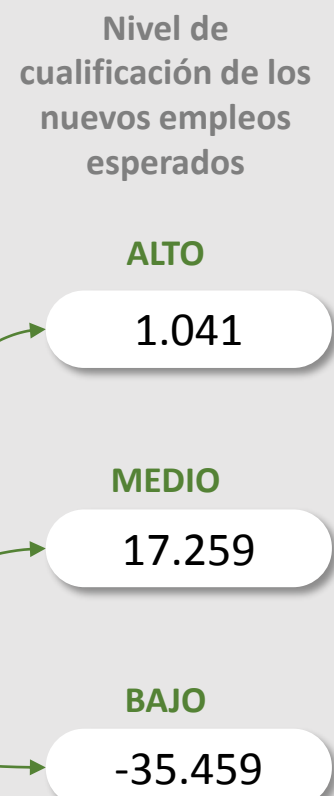 Nivel de
cualificación de los
nuevos empleos
esperados
ALTO
1.041
MEDIO
17.259
BAJO
-35.459